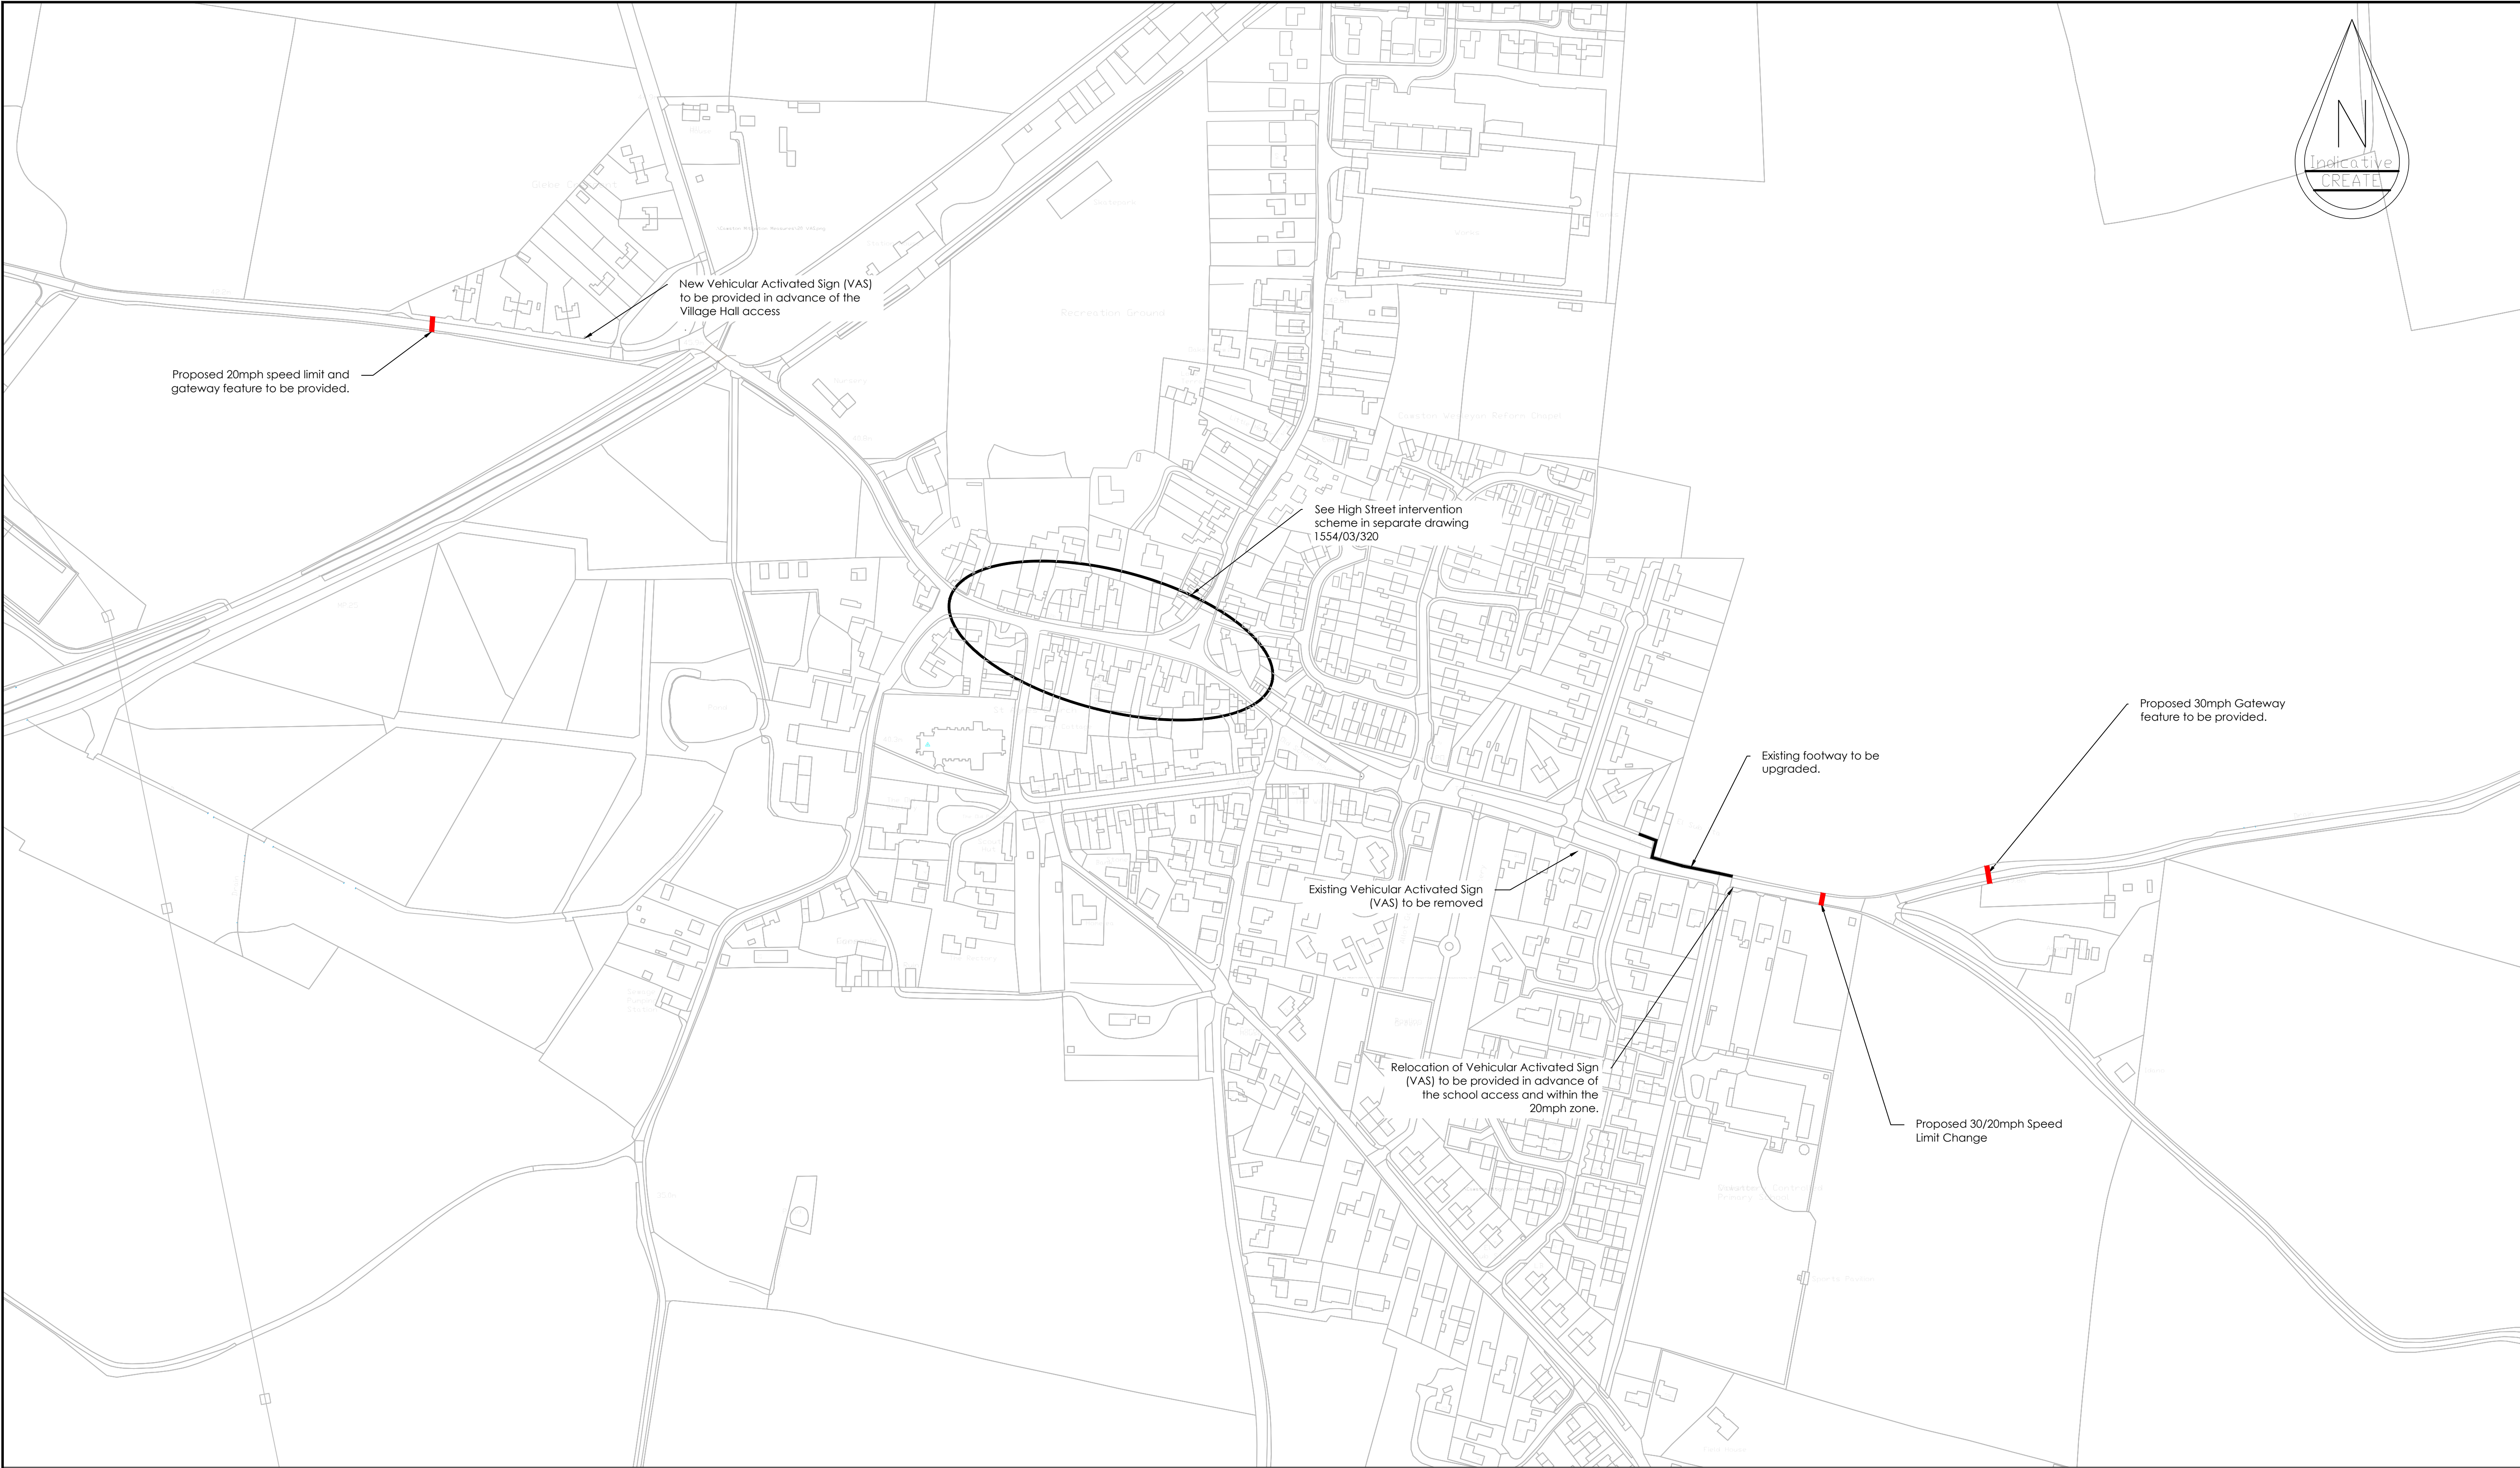 N
Indicative
CREATE
New Vehicular Activated Sign (VAS)
to be provided in advance of the
Village Hall access
Proposed 20mph speed limit and
gateway feature to be provided.
Recreation Ground
See High Street intervention
scheme in separate drawing
1554/03/320
Proposed 30mph Gateway
feature to be provided.
Existing footway to be
upgraded.
Existing Vehicular Activated Sign
(VAS) to be removed
Relocation of Vehicular Activated Sign
(VAS) to be provided in advance of
the school access and within the
20mph zone.
Proposed 30/20mph Speed
Limit Change